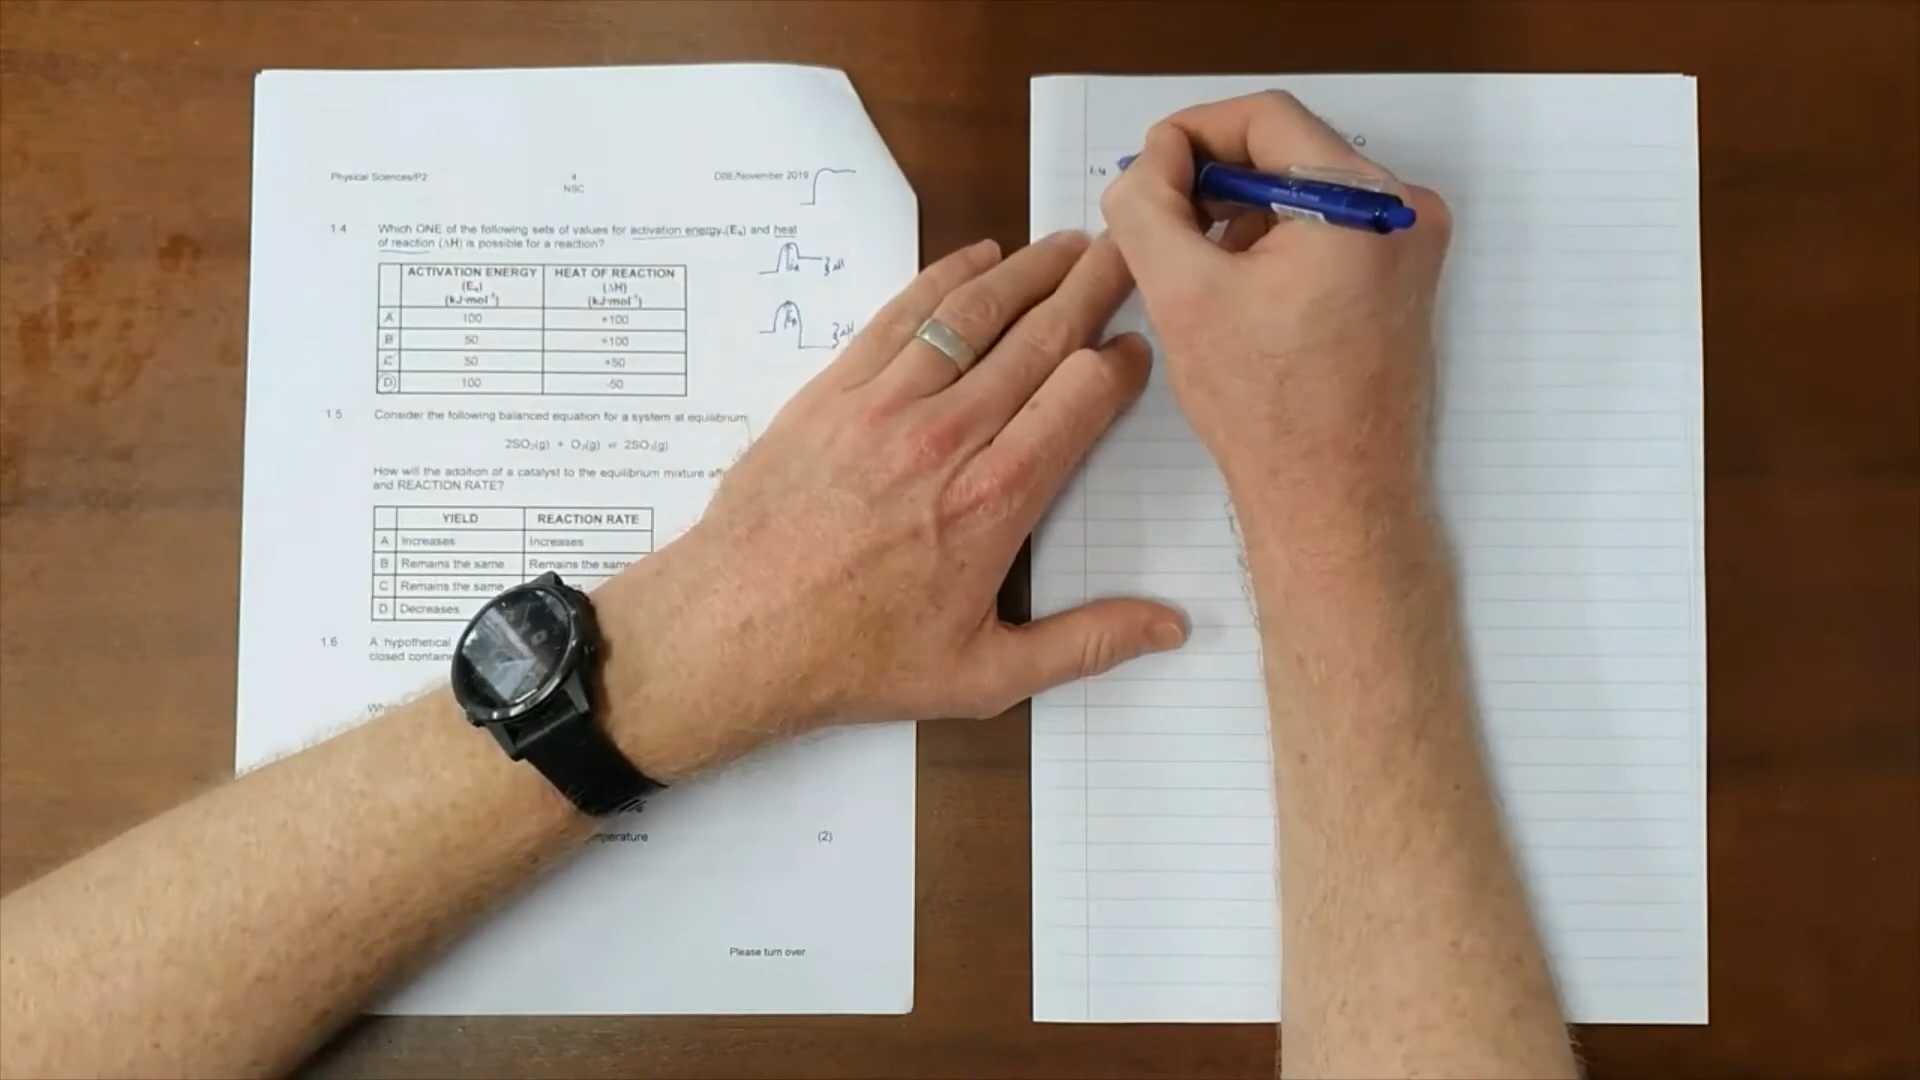 Physical Sciences/P2 4 DBE/November 2019
NSC
1.4 Which ONE of the following sets of values for activation energy (Eₐ) and heat
of reaction (ΔH) is possible for a reaction?
ACTIVATION ENERGY HEAT OF REACTION
(Eₐ) (ΔH)
(kJ·mol⁻¹) (kJ·mol⁻¹)
A 100 +100
B 50 +100
C 50 +50
D 100 -50
EA ΔH
EA ΔH
1.5 Consider the following balanced equation for a system at equilibrium
2SO₂(g) + O₂(g) ⇌ 2SO₃(g)
How will the addition of a catalyst to the equilibrium mixture
and REACTION RATE?
YIELD REACTION RATE
A Increases Increases
B Remains the same Remains the same
C Remains the same
D Decreases
1.6 A hypothetical
closed
(2)
Please turn over
1.4